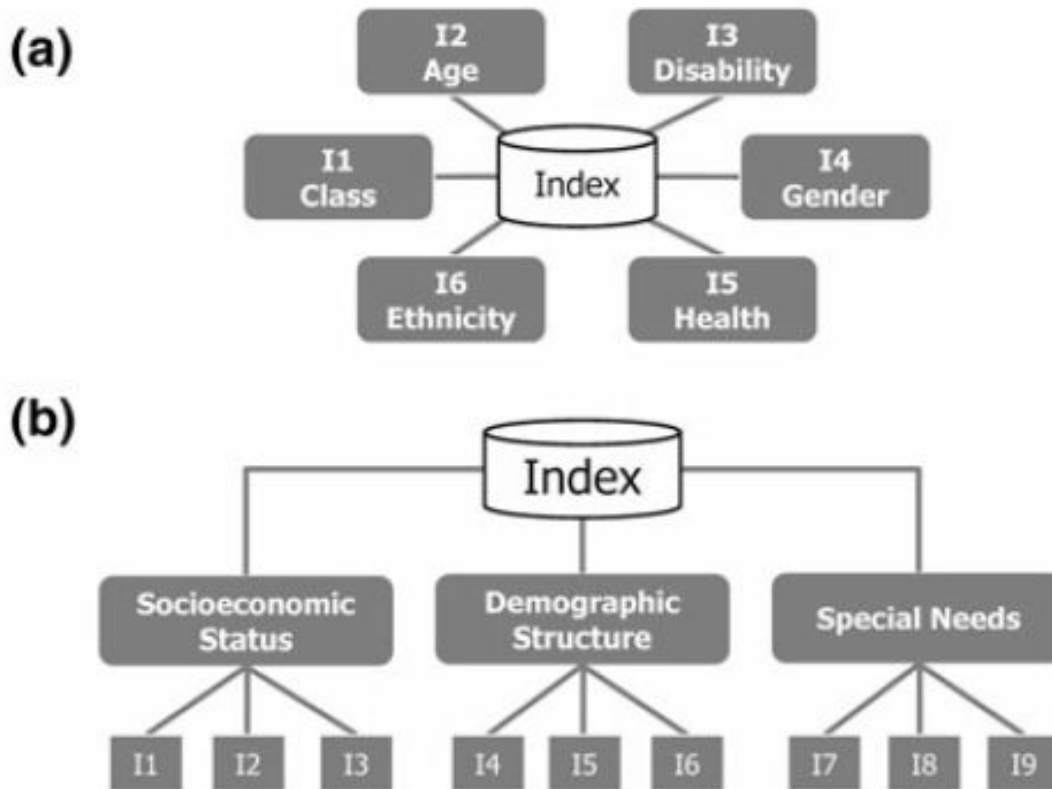 (a)
I2
Age
I3
Disability
I1
Class
Index
I4
Gender
I6
Ethnicity
I5
Health
(b)
Index
Socioeconomic
Status
Demographic
Structure
Special Needs
I1
I2
I3
I4
I5
I6
I7
I8
I9